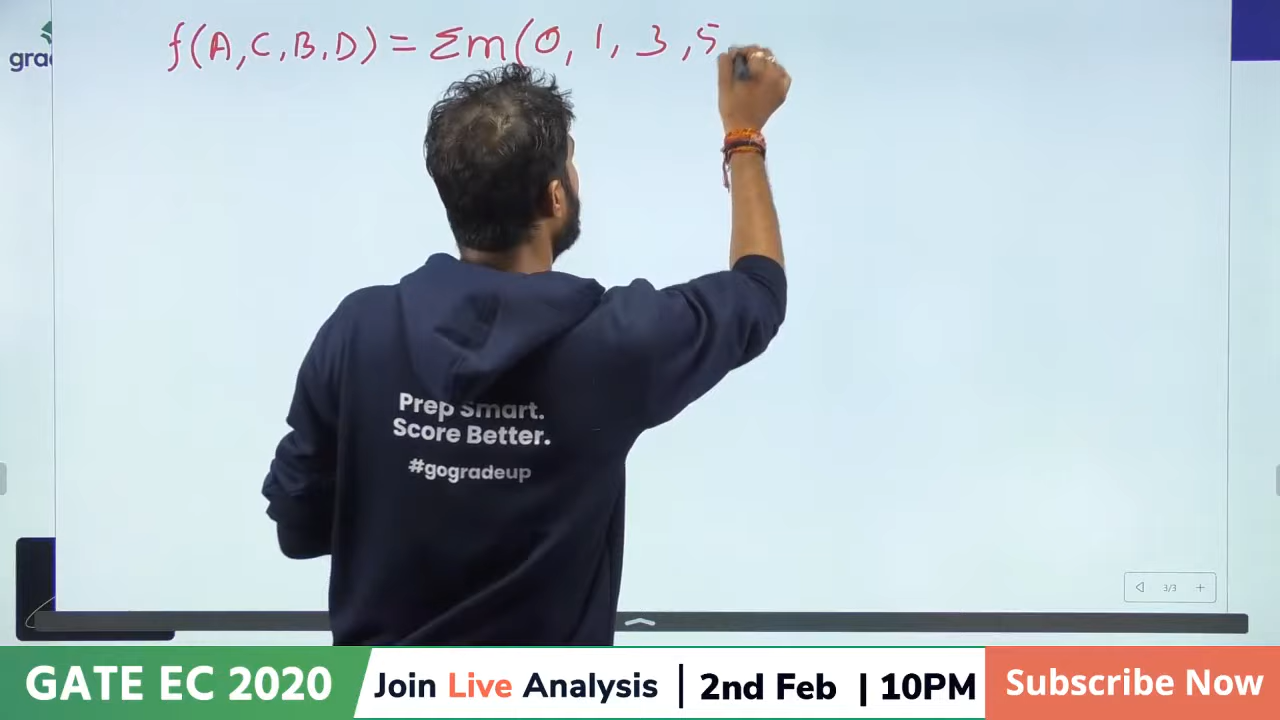 gra
f(A,C,B,D) = Σm(0, 1, 3, 5
Prep Smart.
Score Better.
#gogradeup
3/3
GATE EC 2020
Join Live Analysis | 2nd Feb | 10PM
Subscribe Now